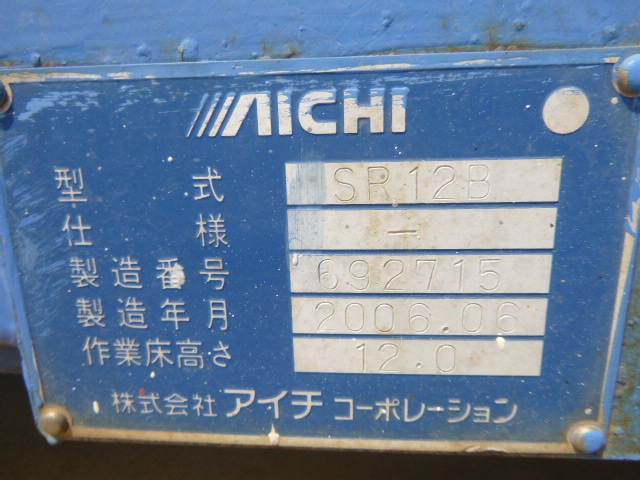 AICHI
型式 SR12B
仕様 -
製造番号 692715
製造年月 2006.06
作業床高さ 12.0
株式会社 アイチ コーポレーション